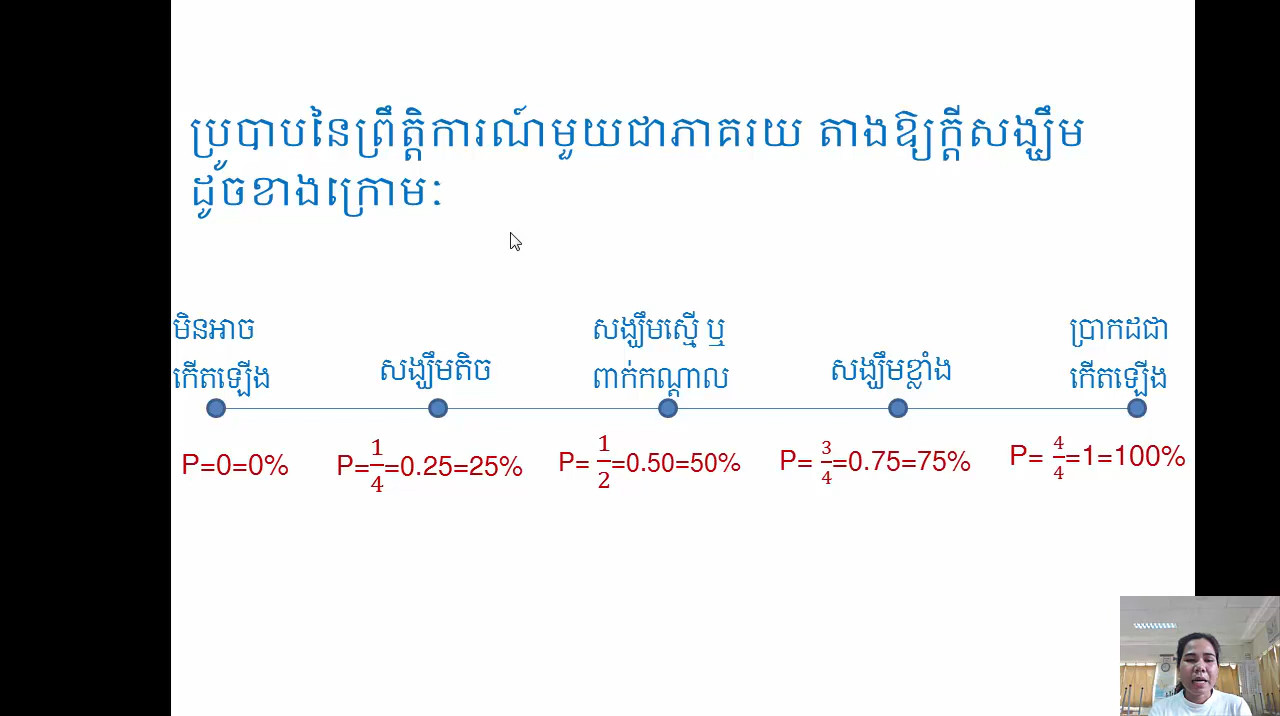 ប្រូបាបនៃព្រឹត្តិការណ៍មួយជាភាគរយ តាងឱ្យក្ដីសង្ឃឹម
ដូចខាងក្រោមៈ
មិនអាច
កើតឡើង
សង្ឃឹមតិច
សង្ឃឹមស្មើ ឬ
ពាក់កណ្ដាល
សង្ឃឹមខ្លាំង
ប្រាកដជា
កើតឡើង
P=0=0%
P=1/4=0.25=25%
P= 1/2=0.50=50%
P= 3/4=0.75=75%
P= 4/4=1=100%